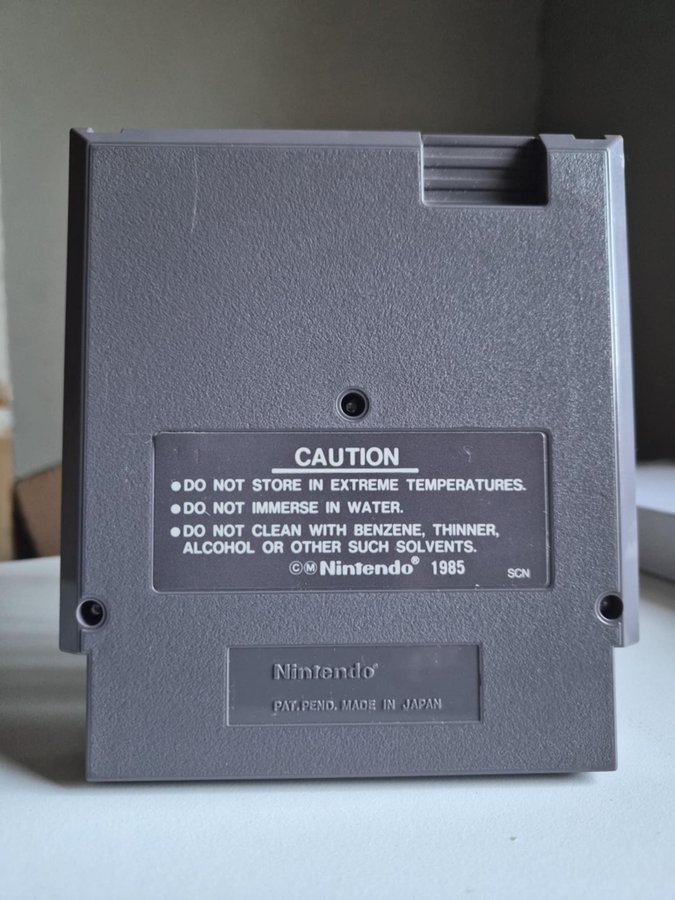 CAUTION
●DO NOT STORE IN EXTREME TEMPERATURES.
●DO NOT IMMERSE IN WATER.
●DO NOT CLEAN WITH BENZENE, THINNER,
ALCOHOL OR OTHER SUCH SOLVENTS.
©Ⓜ Nintendo® 1985 SCN
Nintendo®
PAT. PEND. MADE IN JAPAN